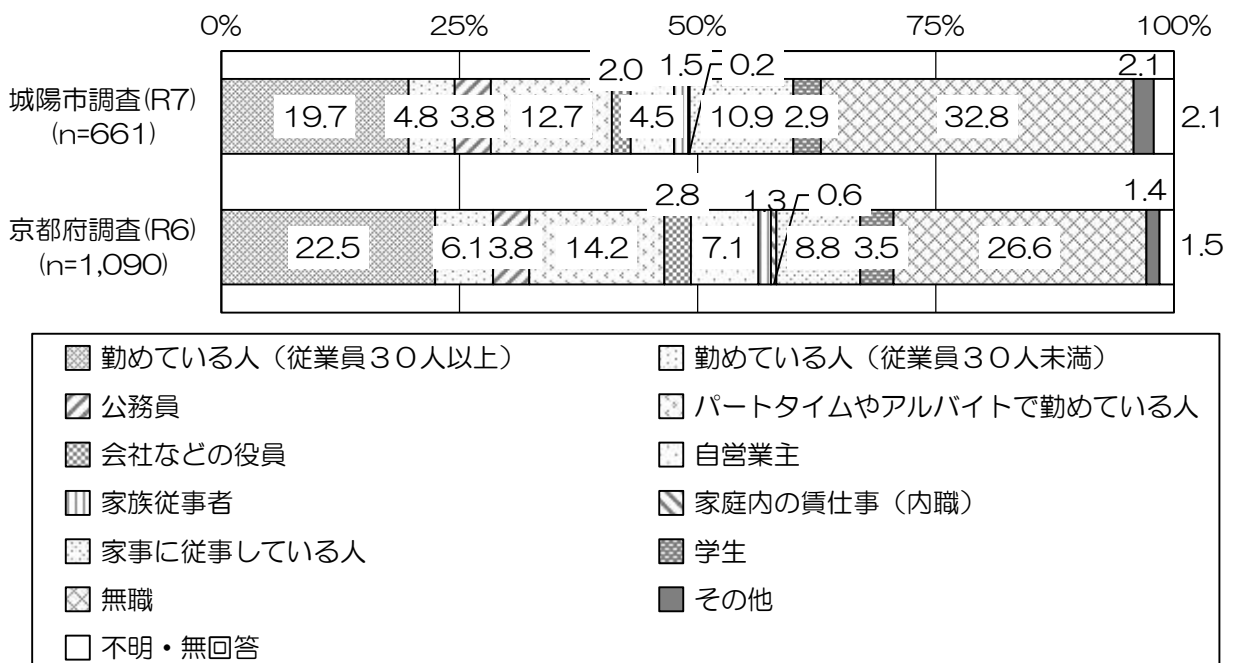 0% 25% 50% 75% 100%
2.0 1.5 0.2 2.1
城陽市調査(R7)
(n=661)
19.7 4.8 3.8 12.7 4.5 10.9 2.9 32.8 2.1
2.8 1.3 0.6 1.4
京都府調査(R6)
(n=1,090)
22.5 6.1 3.8 14.2 7.1 8.8 3.5 26.6 1.5
勤めている人（従業員３０人以上） 勤めている人（従業員３０人未満）
公務員 パートタイムやアルバイトで勤めている人
会社などの役員 自営業主
家族従事者 家庭内の賃仕事（内職）
家事に従事している人 学生
無職 その他
不明・無回答